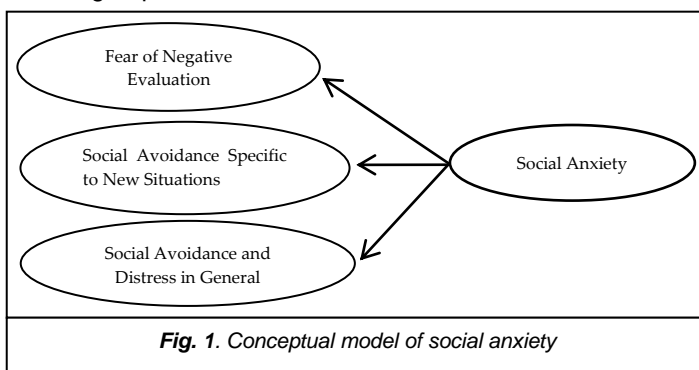 Fear of Negative
Evaluation
Social Avoidance Specific
to New Situations
Social Anxiety
Social Avoidance and
Distress in General
Fig. 1. Conceptual model of social anxiety